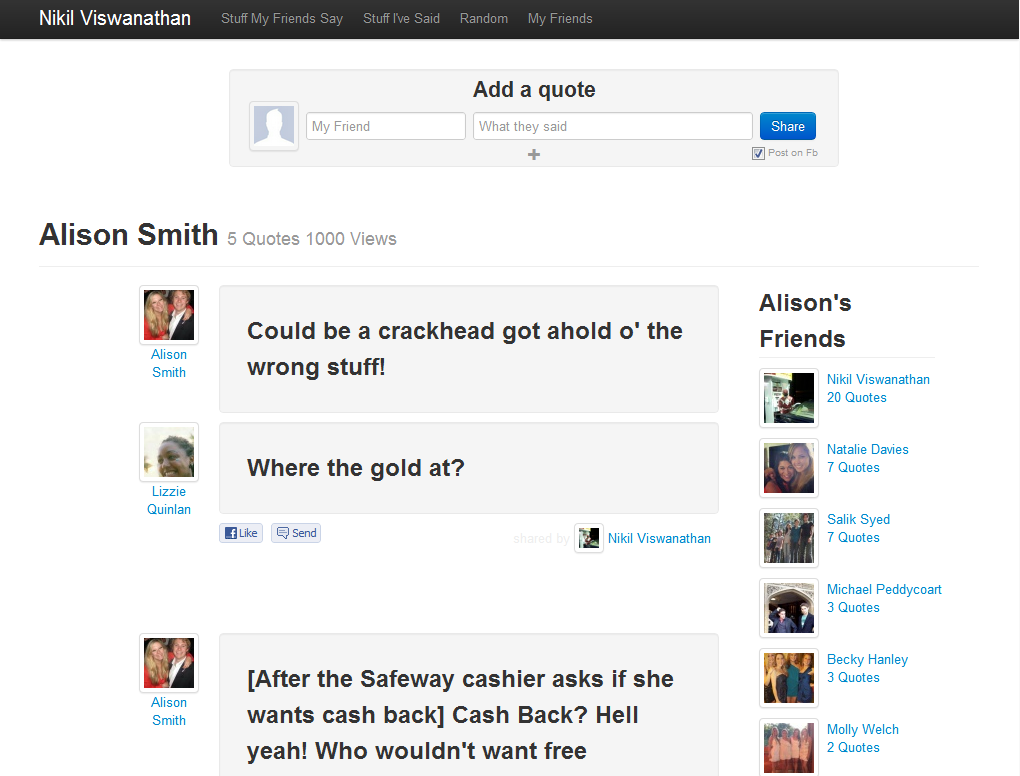 Nikil Viswanathan Stuff My Friends Say Stuff I've Said Random My Friends
Add a quote
My Friend What they said Share
+ Post on Fb
Alison Smith 5 Quotes 1000 Views
Alison
Smith
Could be a crackhead got ahold o' the
wrong stuff!
Lizzie
Quinlan
Where the gold at?
Like Send shared by Nikil Viswanathan
Alison
Smith
[After the Safeway cashier asks if she
wants cash back] Cash Back? Hell
yeah! Who wouldn't want free
Alison's
Friends
Nikil Viswanathan
20 Quotes
Natalie Davies
7 Quotes
Salik Syed
7 Quotes
Michael Peddycoart
3 Quotes
Becky Hanley
3 Quotes
Molly Welch
2 Quotes